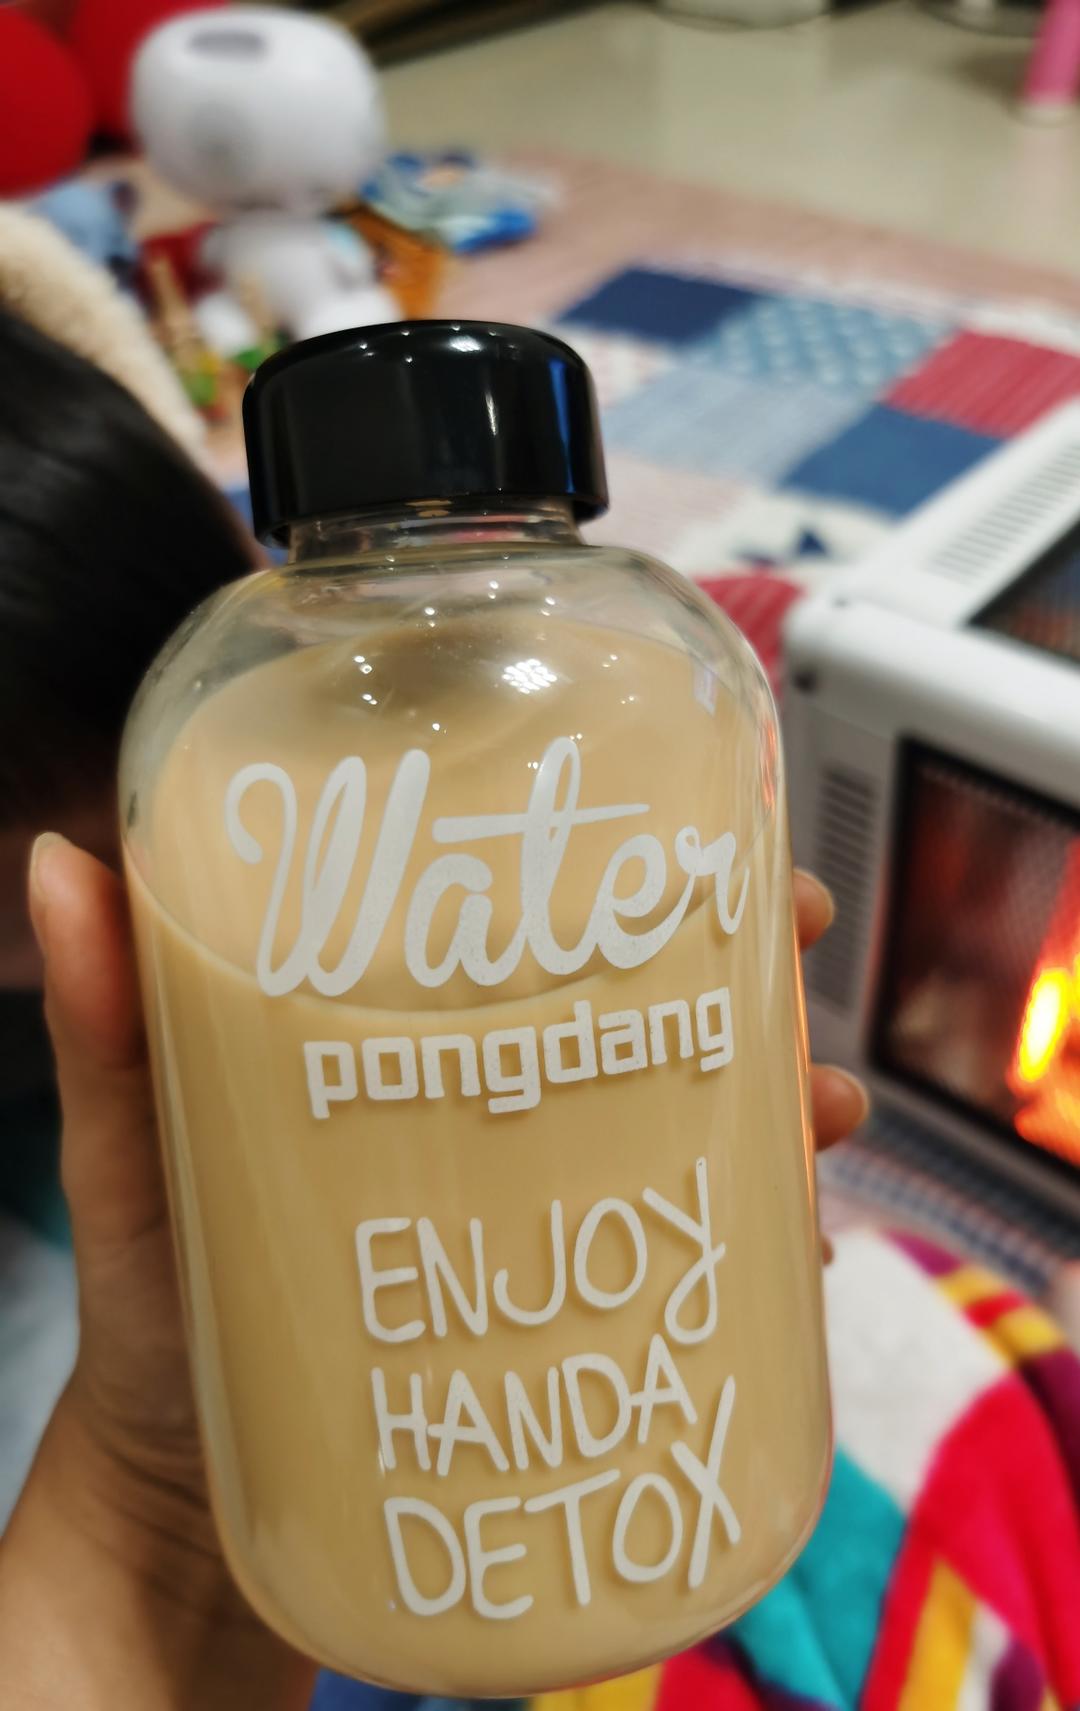 Water
pongdang
ENJOY
HANDA
DETOX